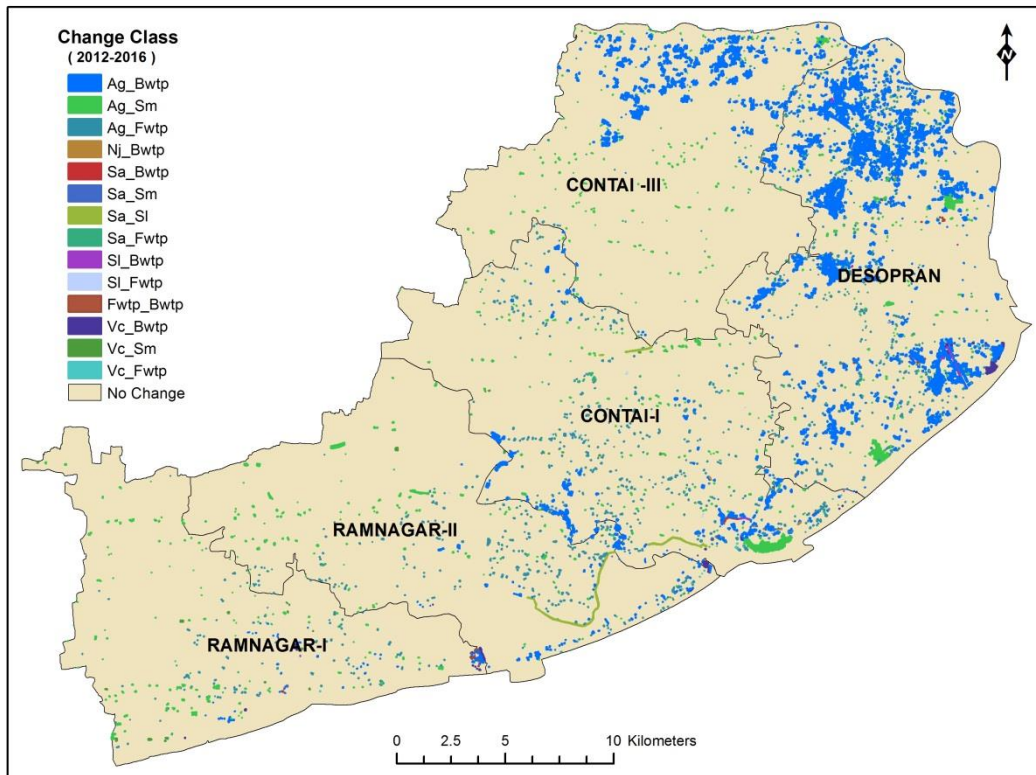 Change Class
( 2012-2016 )
Ag_Bwtp
Ag_Sm
Ag_Fwtp
Nj_Bwtp
Sa_Bwtp
Sa_Sm
Sa_Sl
Sa_Fwtp
Sl_Bwtp
Sl_Fwtp
Fwtp_Bwtp
Vc_Bwtp
Vc_Sm
Vc_Fwtp
No Change
N
CONTAI -III
DESOPRAN
CONTAI-I
RAMNAGAR-II
RAMNAGAR-I
0 2.5 5 10 Kilometers